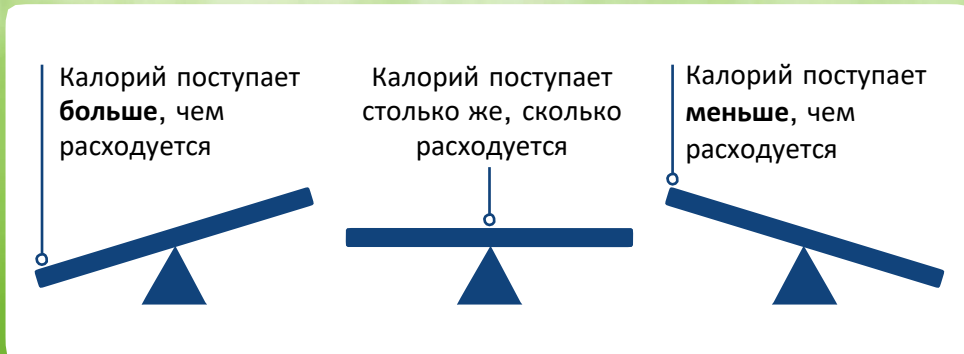 Калорий поступает
больше, чем
расходуется
Калорий поступает
столько же, сколько
расходуется
Калорий поступает
меньше, чем
расходуется